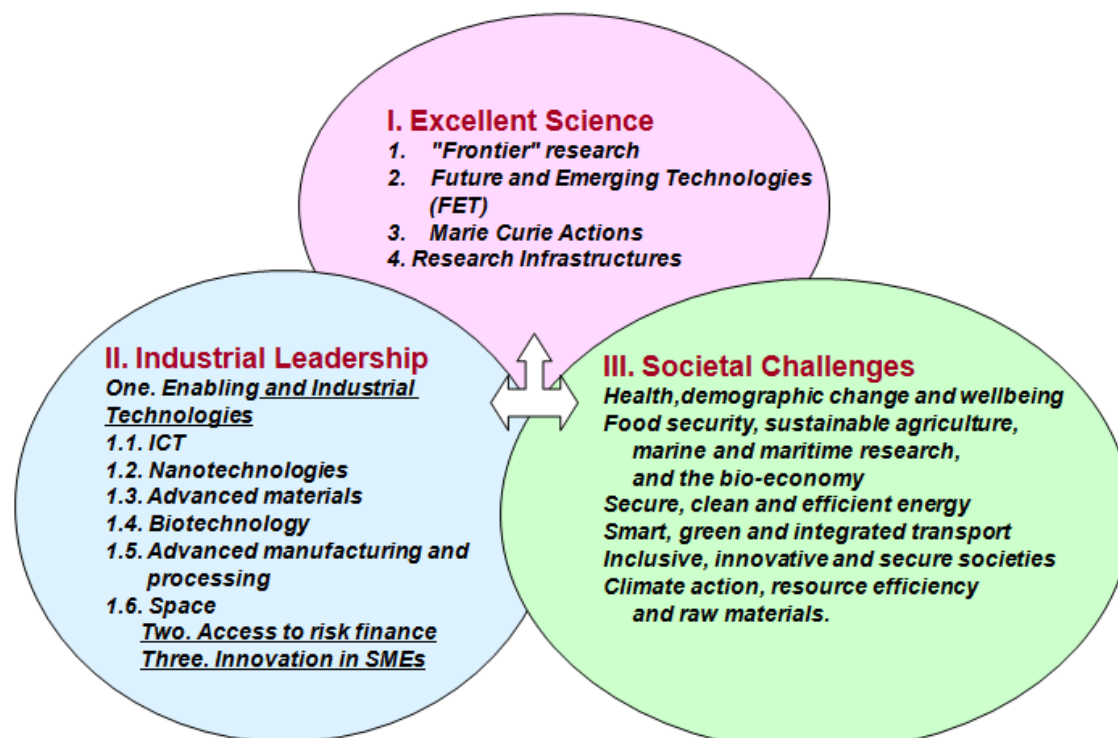 I. Excellent Science
1. "Frontier" research
2. Future and Emerging Technologies
(FET)
3. Marie Curie Actions
4. Research Infrastructures
II. Industrial Leadership
One. Enabling and Industrial
Technologies
1.1. ICT
1.2. Nanotechnologies
1.3. Advanced materials
1.4. Biotechnology
1.5. Advanced manufacturing and
processing
1.6. Space
Two. Access to risk finance
Three. Innovation in SMEs
III. Societal Challenges
Health,demographic change and wellbeing
Food security, sustainable agriculture,
marine and maritime research,
and the bio-economy
Secure, clean and efficient energy
Smart, green and integrated transport
Inclusive, innovative and secure societies
Climate action, resource efficiency
and raw materials.